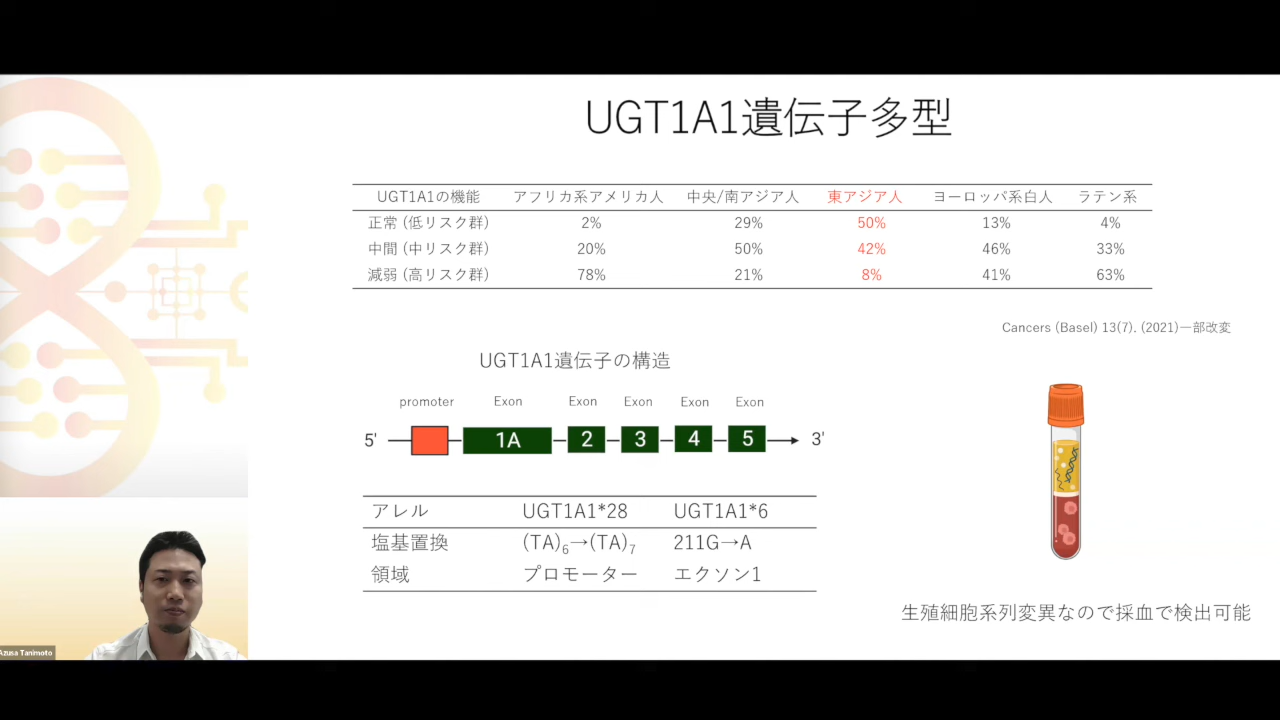 UGT1A1遺伝子多型
UGT1A1の機能 アフリカ系アメリカ人 中央/南アジア人 東アジア人 ヨーロッパ系白人 ラテン系
正常 (低リスク群) 2% 29% 50% 13% 4%
中間 (中リスク群) 20% 50% 42% 46% 33%
減弱 (高リスク群) 78% 21% 8% 41% 63%
Cancers (Basel) 13(7). (2021)一部改変
UGT1A1遺伝子の構造
promoter Exon Exon Exon Exon Exon
5' 1A 2 3 4 5 3'
アレル UGT1A1*28 UGT1A1*6
塩基置換 (TA)₆→(TA)₇ 211G→A
領域 プロモーター エクソン1
生殖細胞系列変異なので採血で検出可能
Azusa Tanimoto